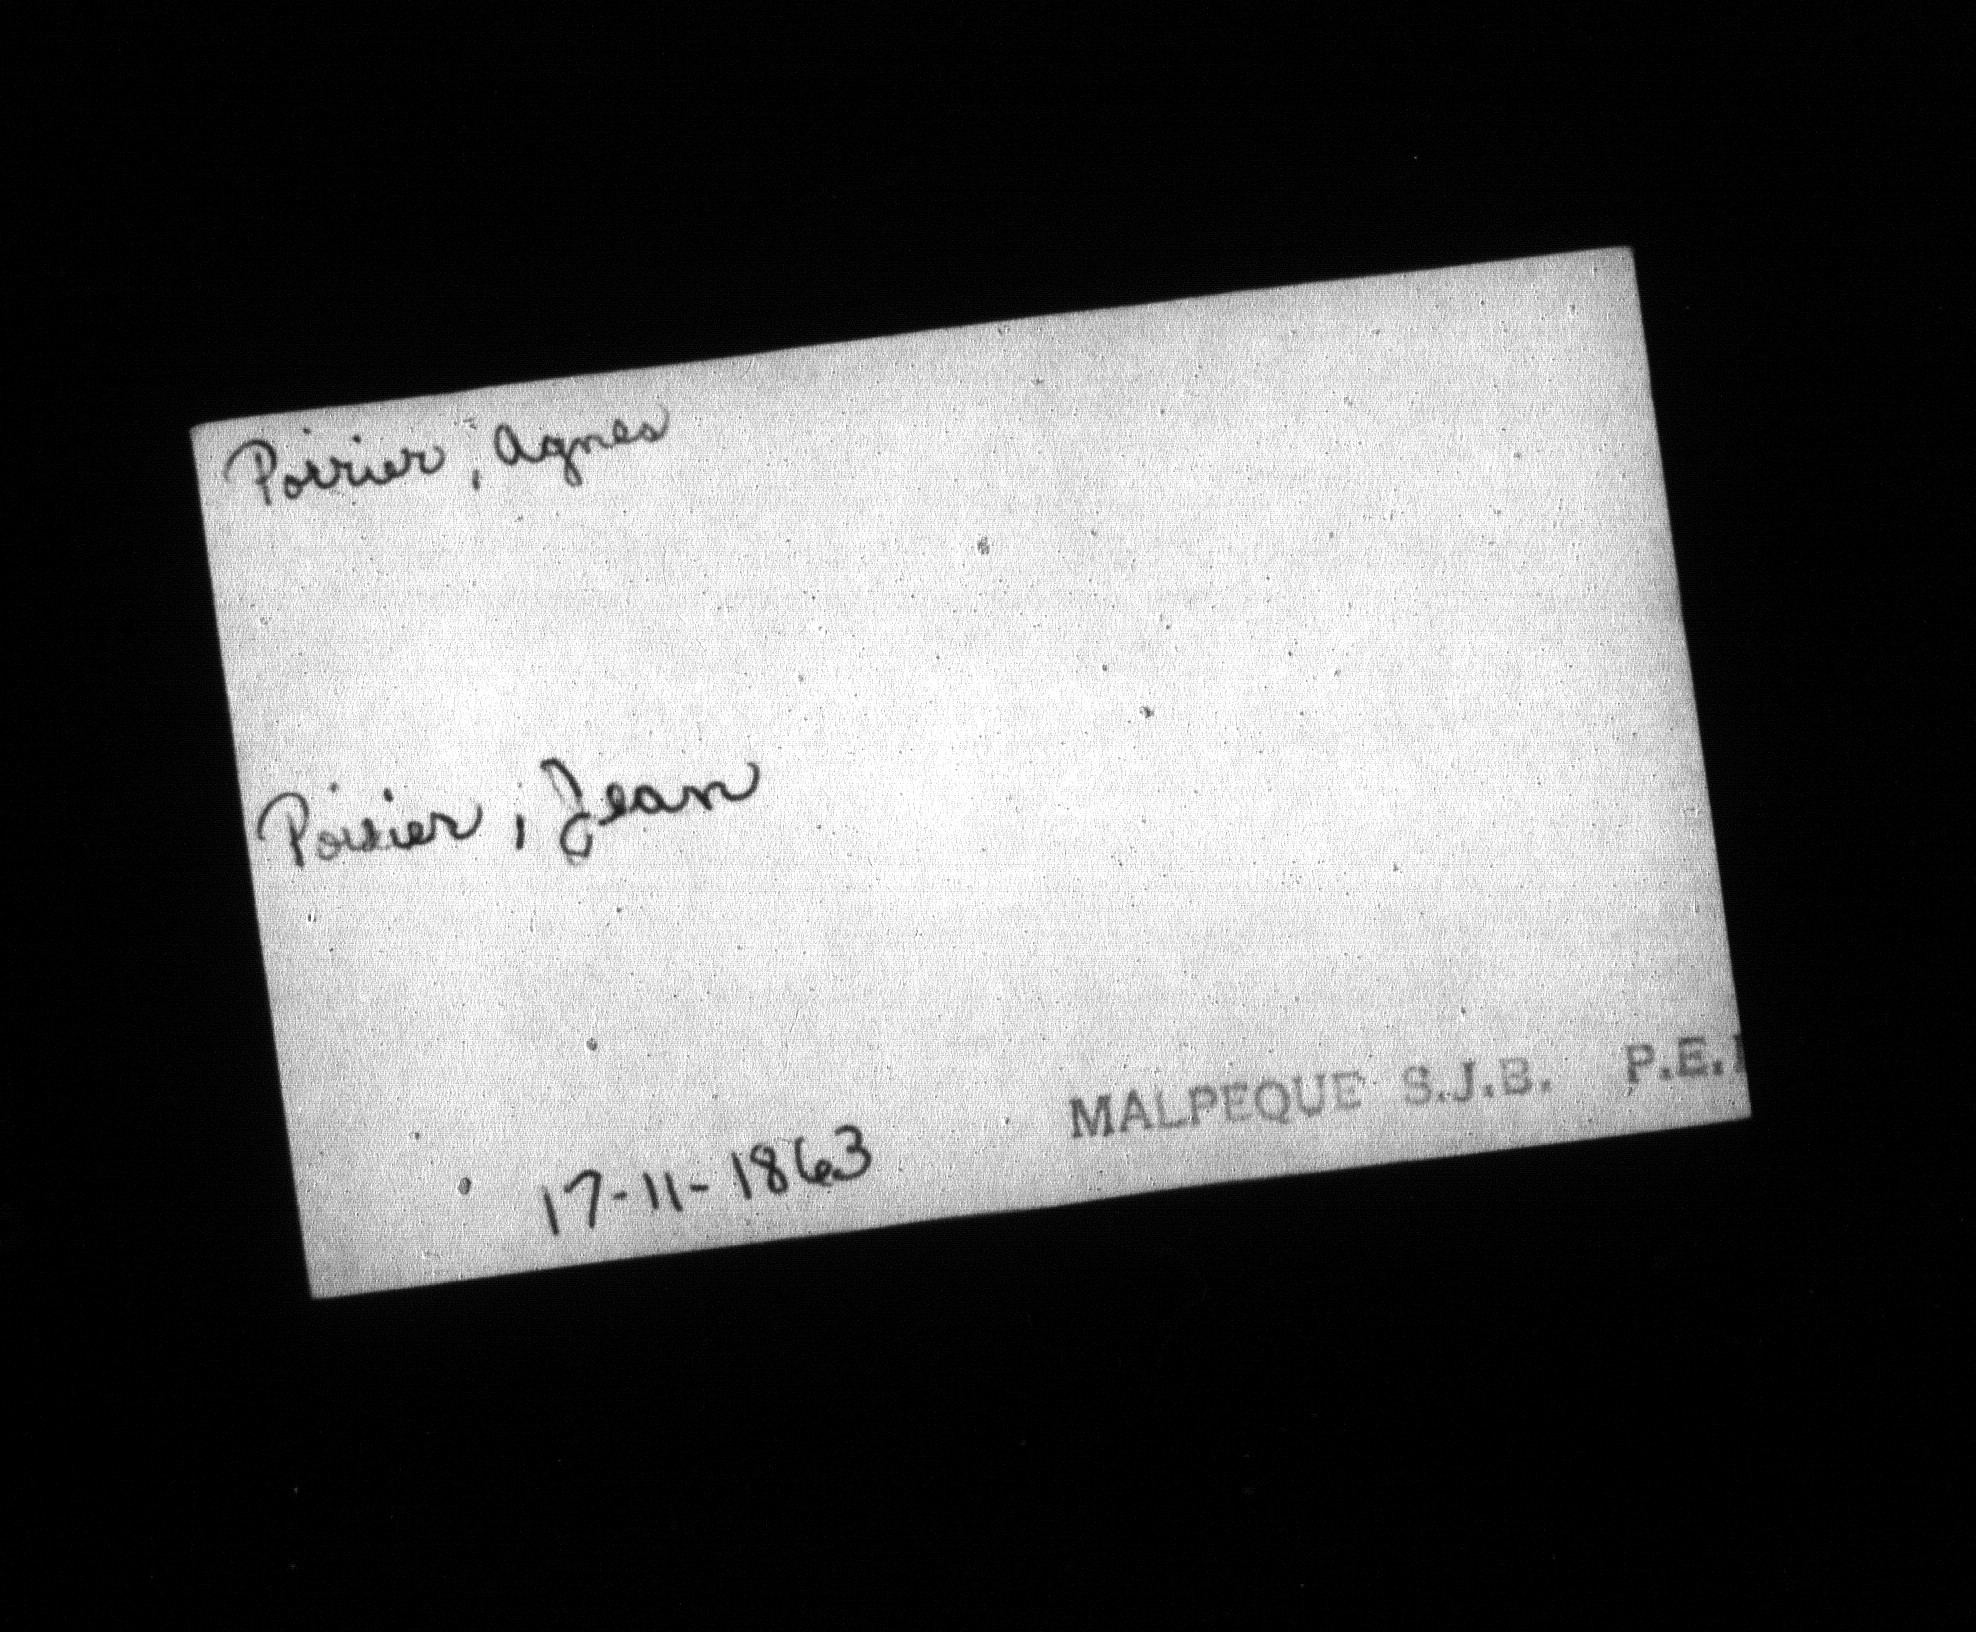 Poirier, Agnes
Poirier, Jean
17-11-1863
MALPEQUE S.J.B. P.E.I